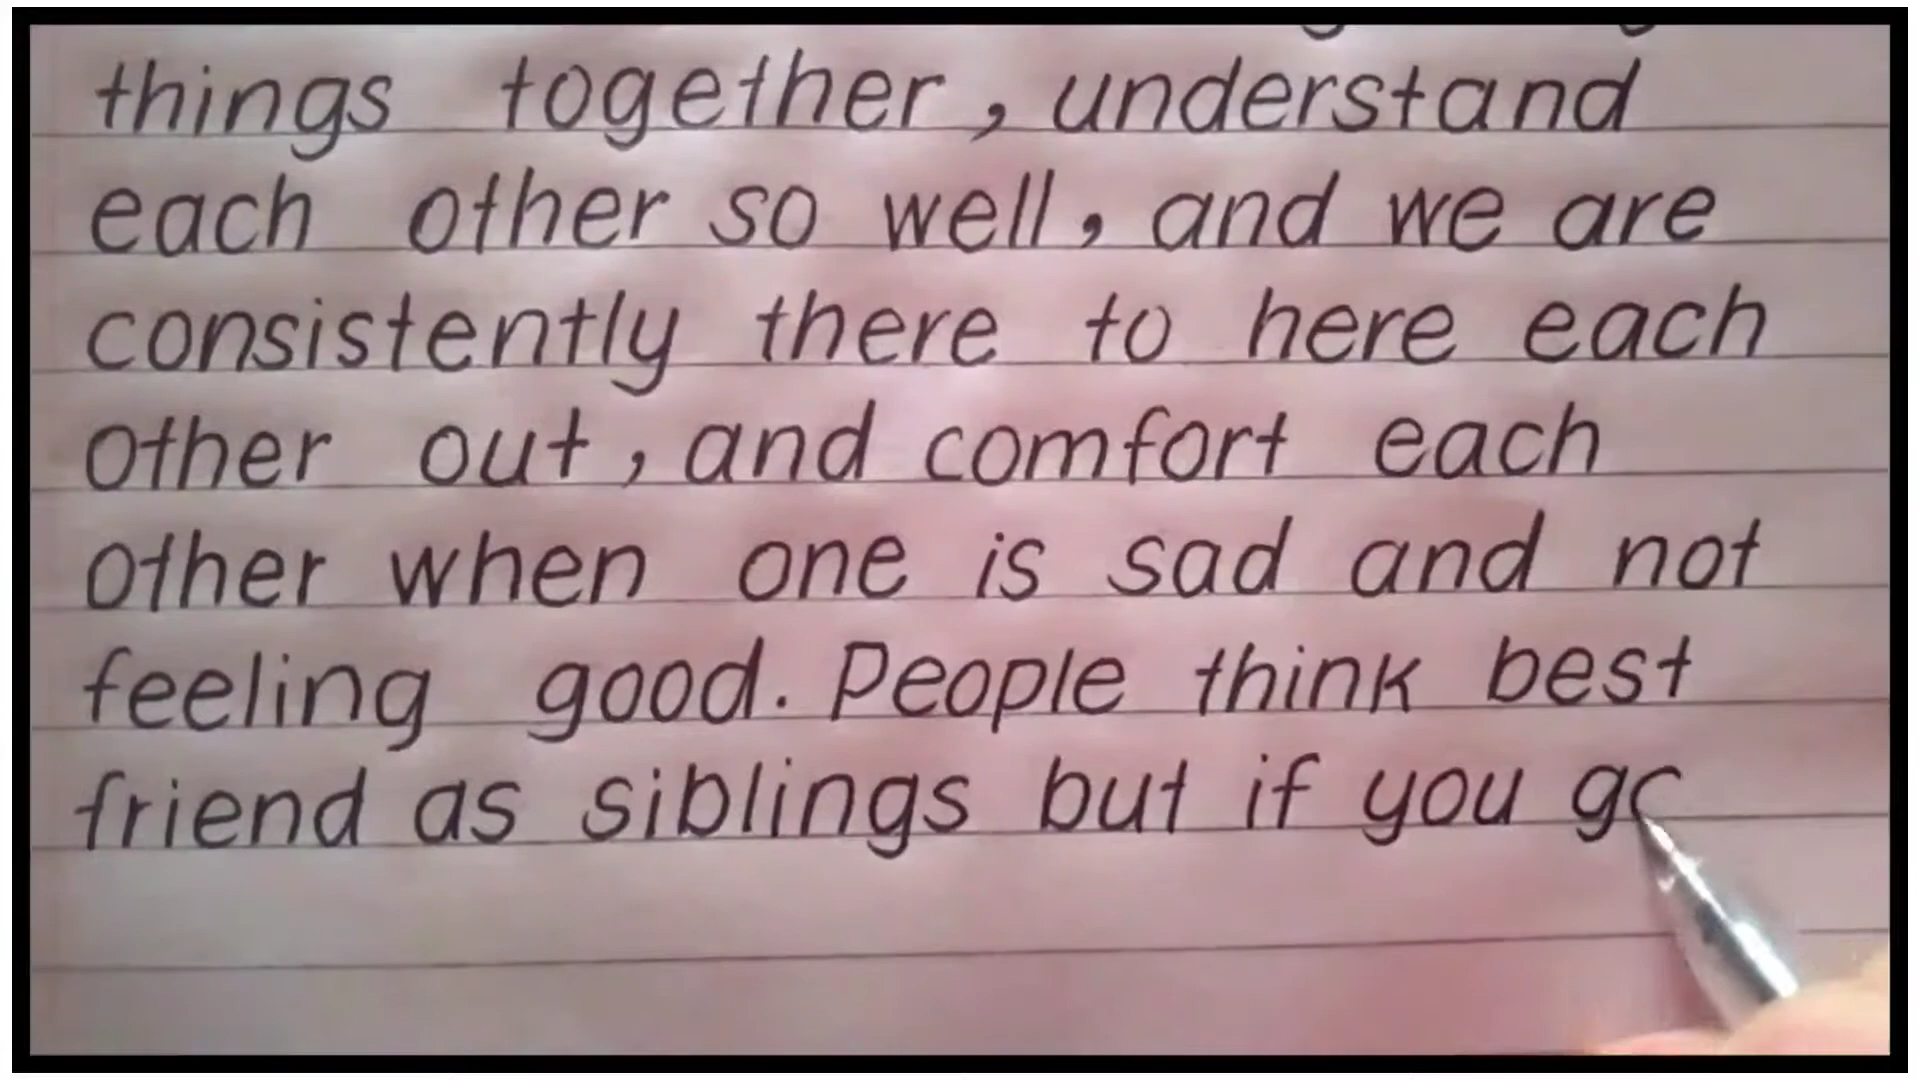 things together, understand
each other so well, and we are
consistently there to here each
other out, and comfort each
other when one is sad and not
feeling good. People think best
friend as siblings but if you